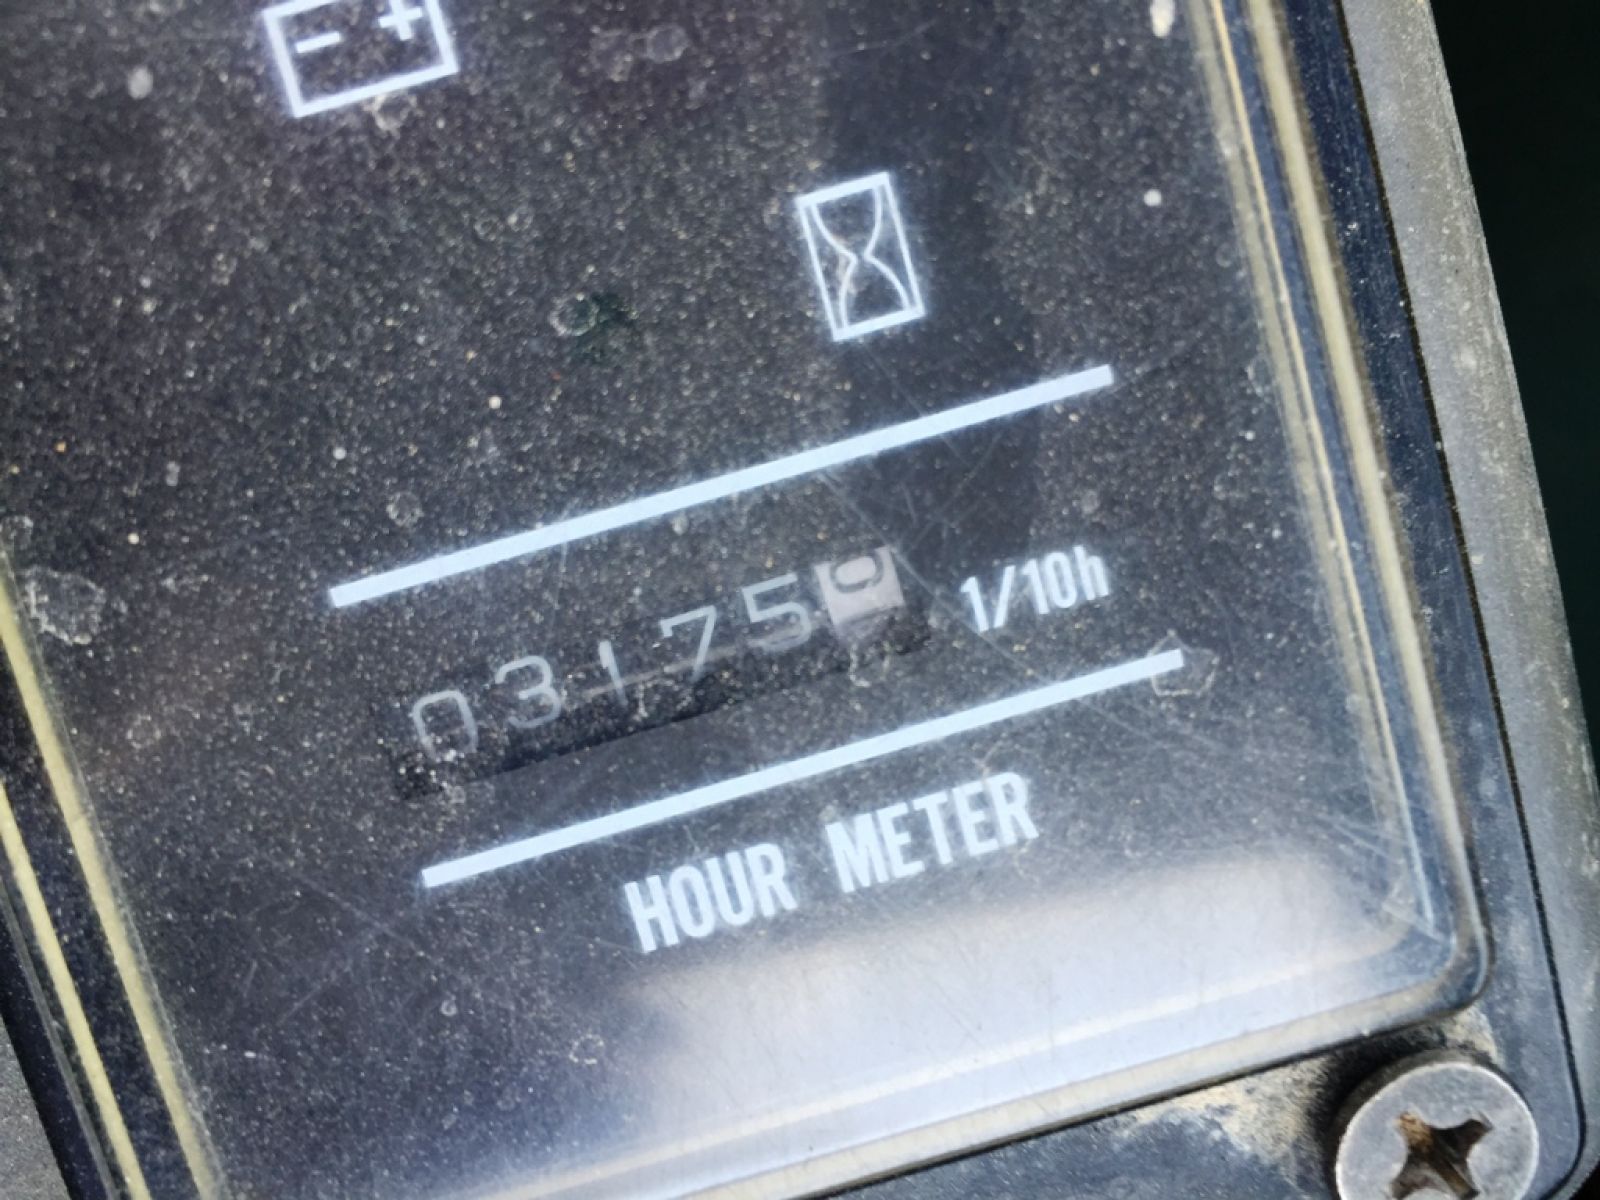 - +
031759 1/10h
HOUR METER